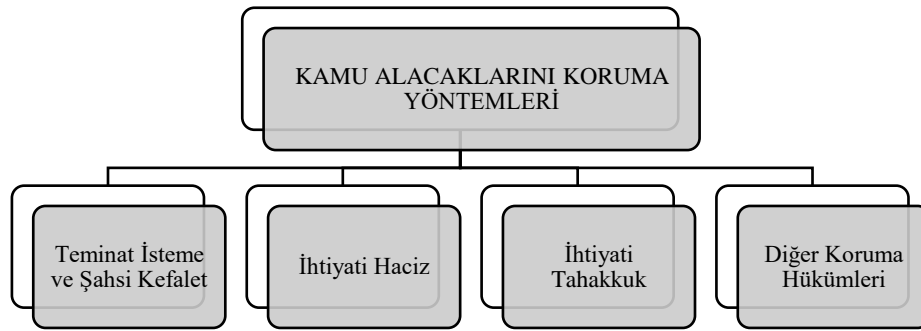 KAMU ALACAKLARINI KORUMA
YÖNTEMLERİ
Teminat İsteme
ve Şahsi Kefalet
İhtiyati Haciz
İhtiyati
Tahakkuk
Diğer Koruma
Hükümleri